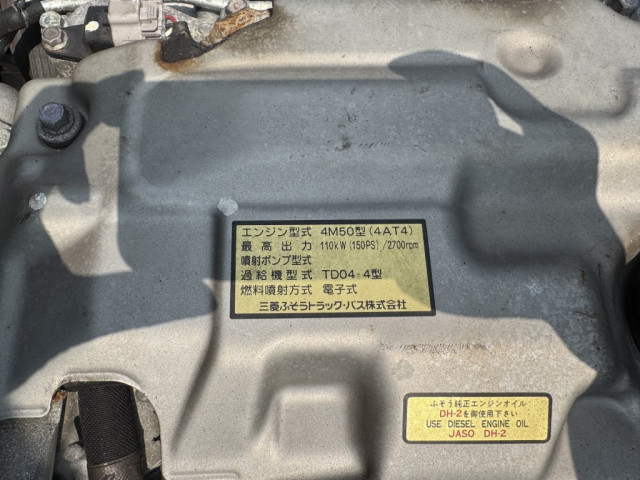 エンジン型式 4M50型(4AT4)
最高出力 110kW(150PS)/2700rpm
噴射ポンプ型式
過給機型式 TD04-4型
燃料噴射方式 電子式
三菱ふそうトラック・バス株式会社
ふそう純正エンジンオイル
DH-2を御使用下さい
USE DIESEL ENGINE OIL
JASO DH-2